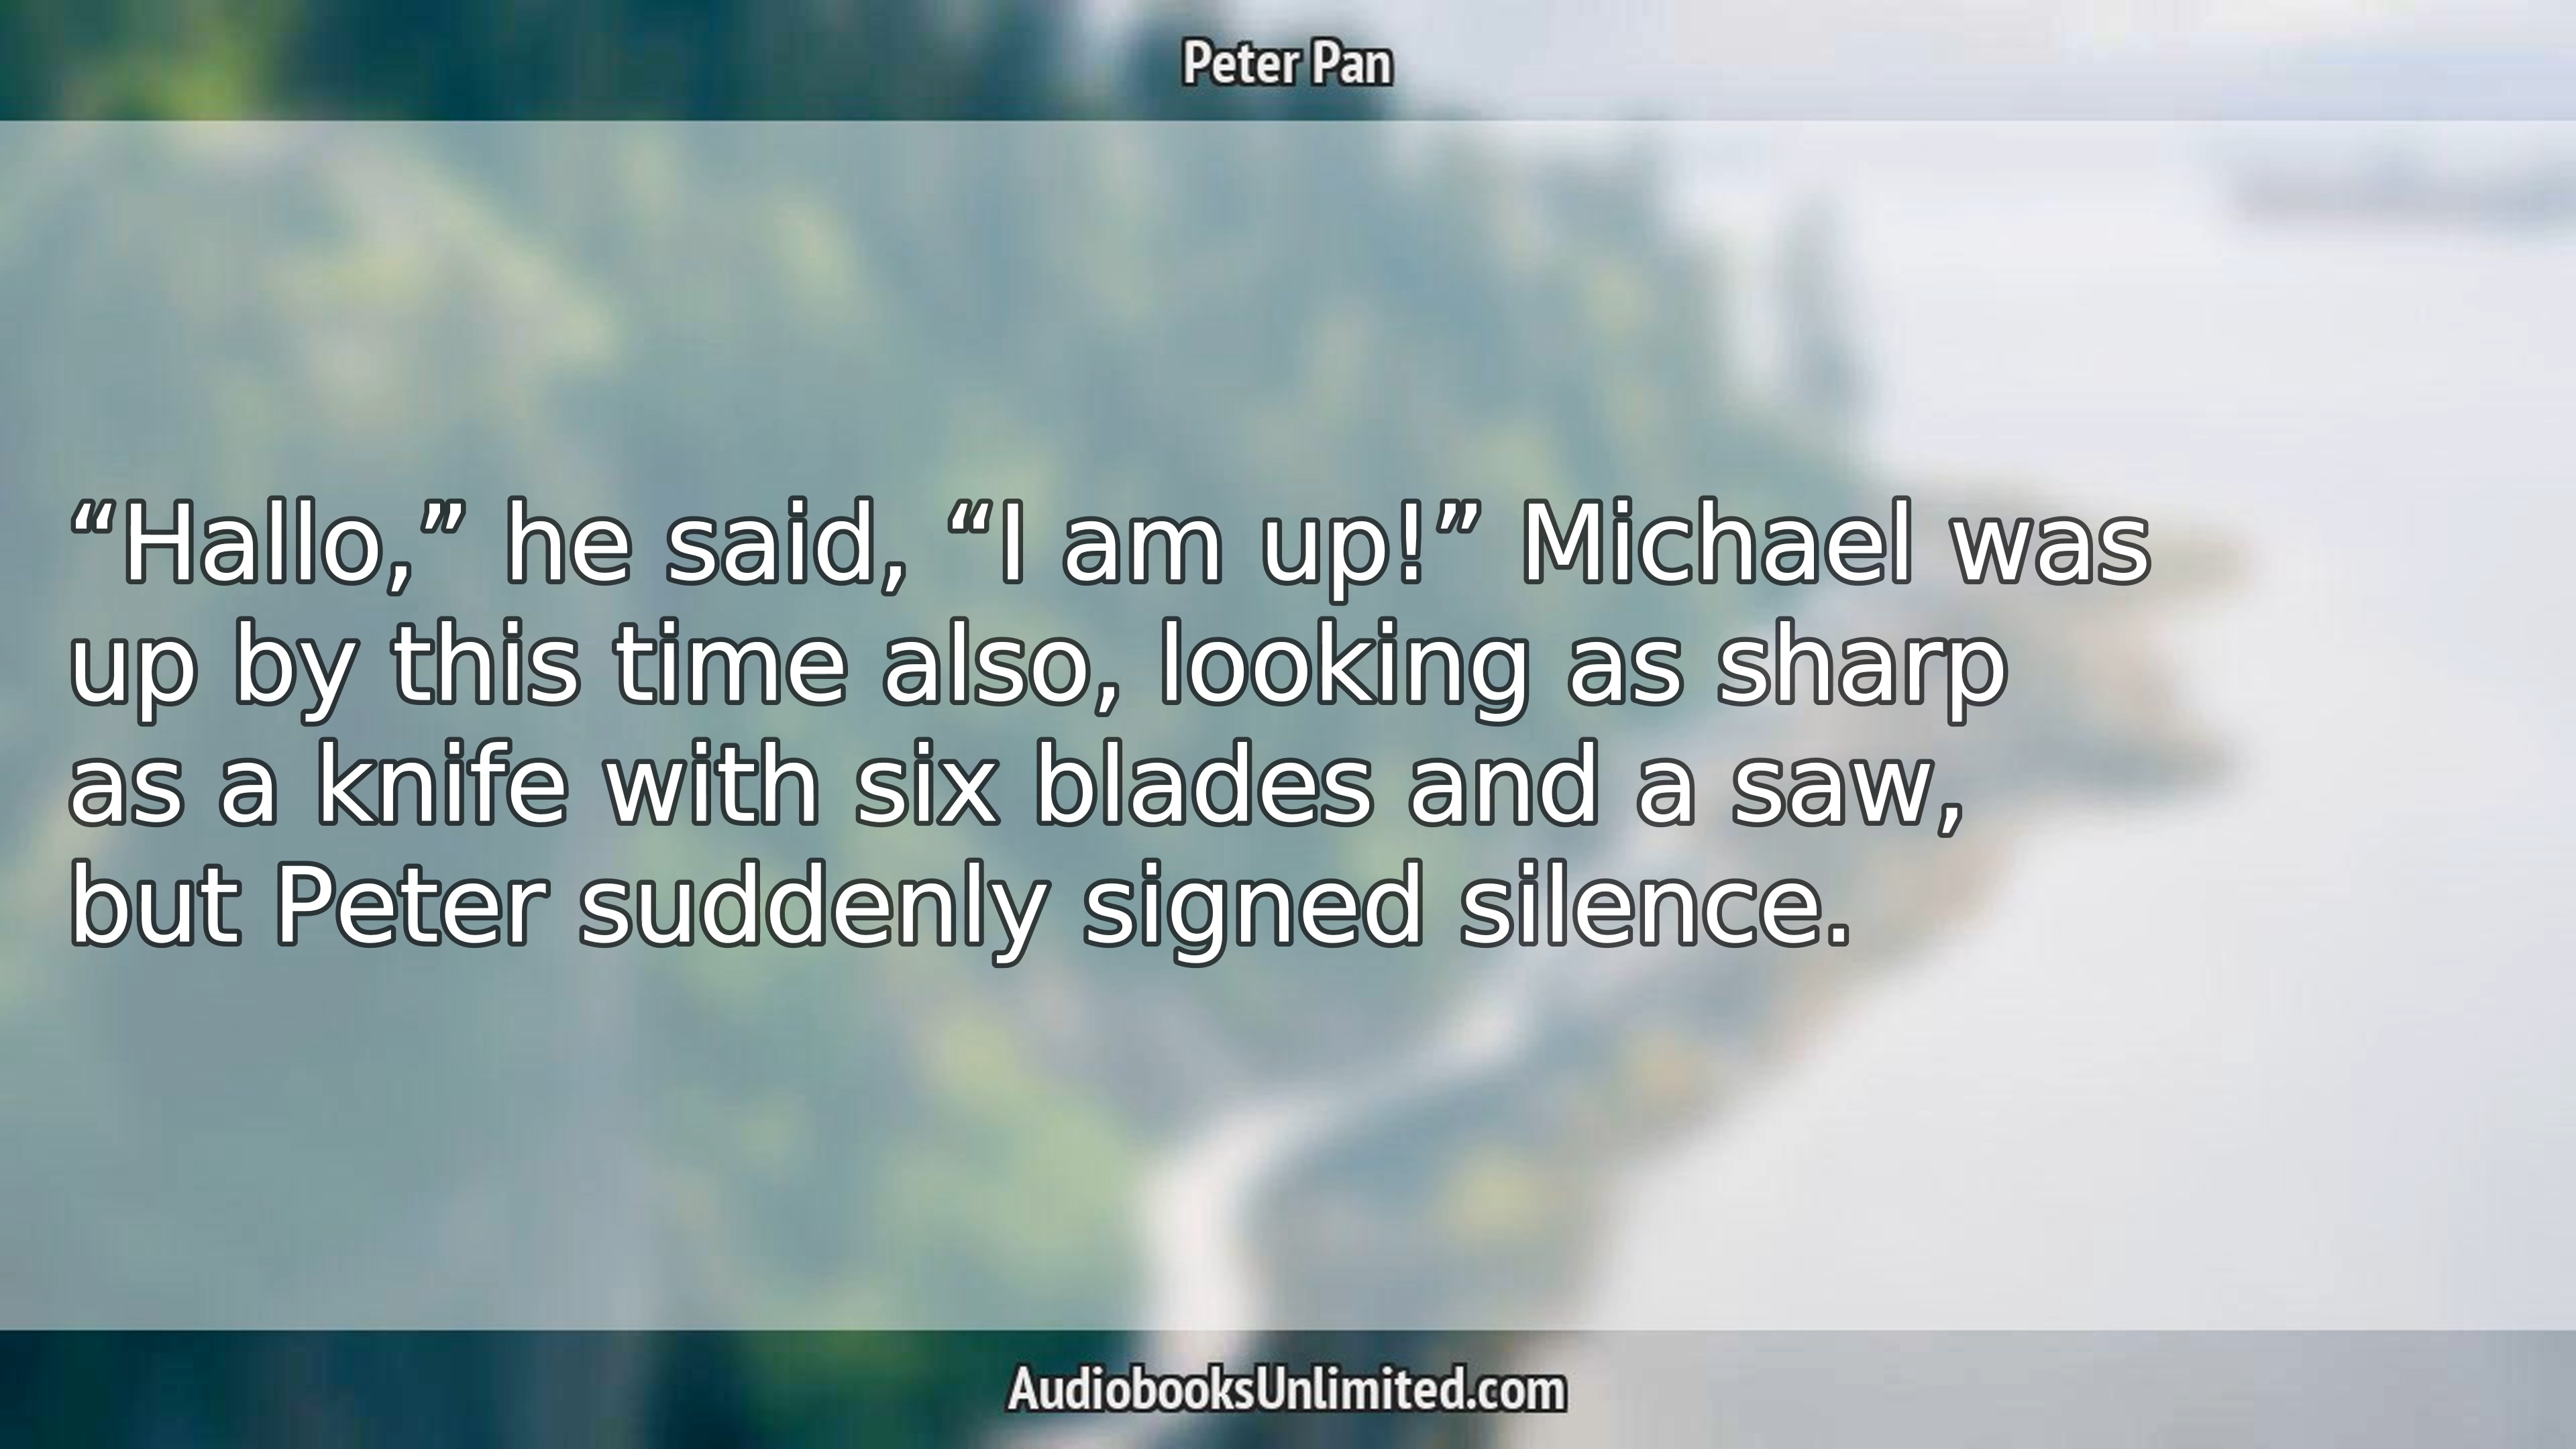 Peter Pan
“Hallo,” he said, “I am up!” Michael was
up by this time also, looking as sharp
as a knife with six blades and a saw,
but Peter suddenly signed silence.
AudiobooksUnlimited.com